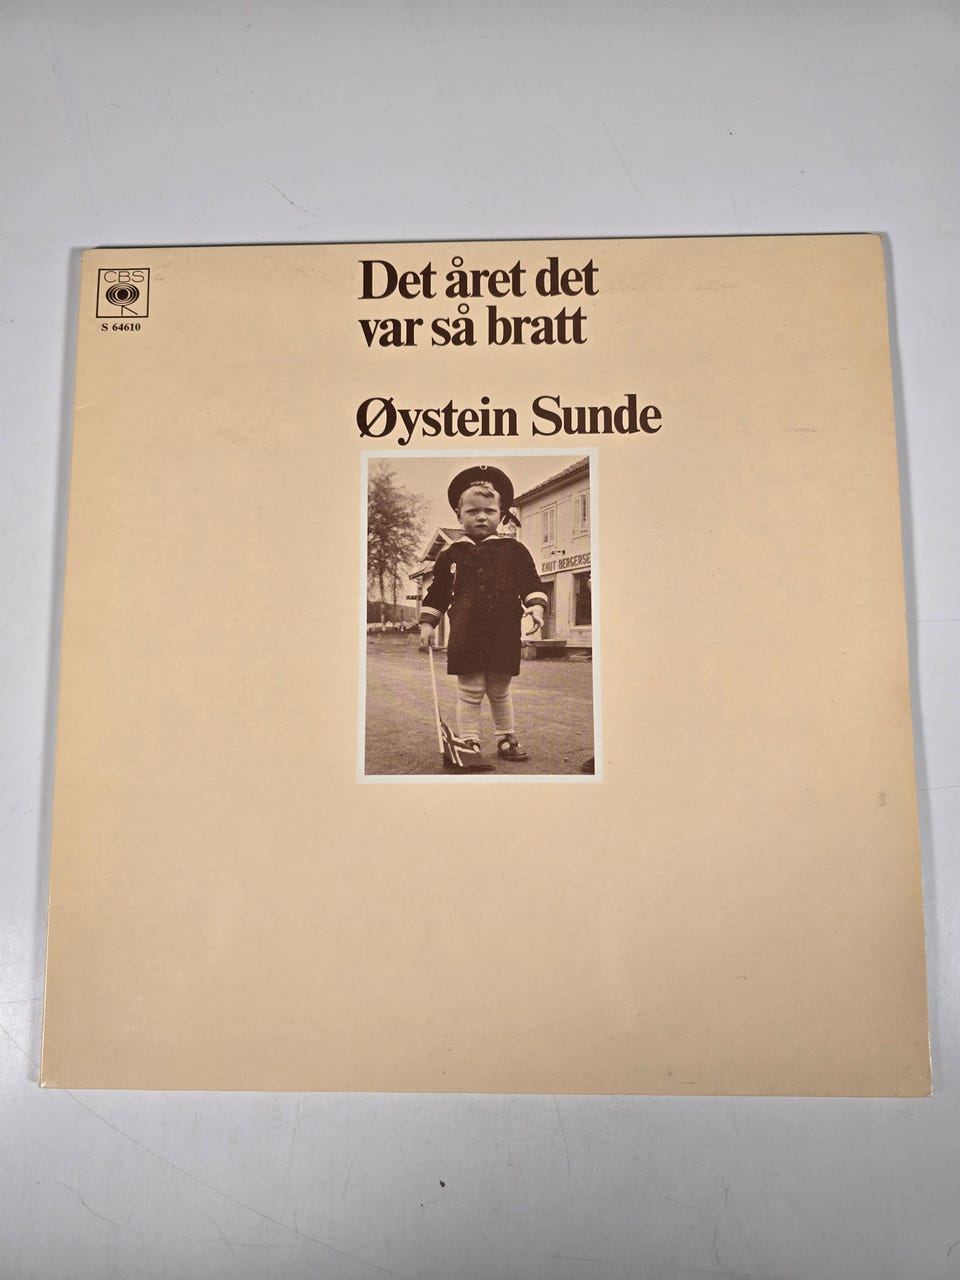 CBS
S 64610
Det året det
var så bratt
Øystein Sunde
KNUT BERGERSE